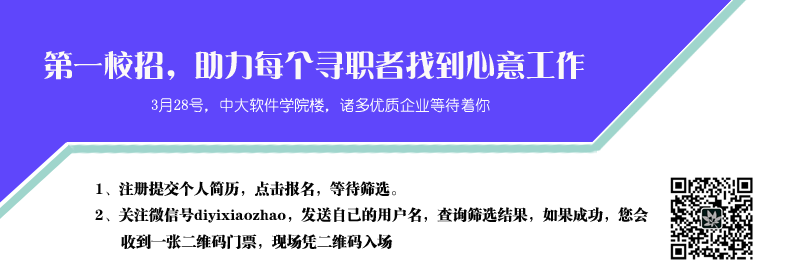 第一校招，助力每个寻职者找到心意工作
3月28号，中大软件学院楼，诸多优质企业等待着你
1、注册提交个人简历，点击报名，等待筛选。
2、关注微信号diyixiaozhao，发送自己的用户名，查询筛选结果，如果成功，您会
收到一张二维码门票，现场凭二维码入场